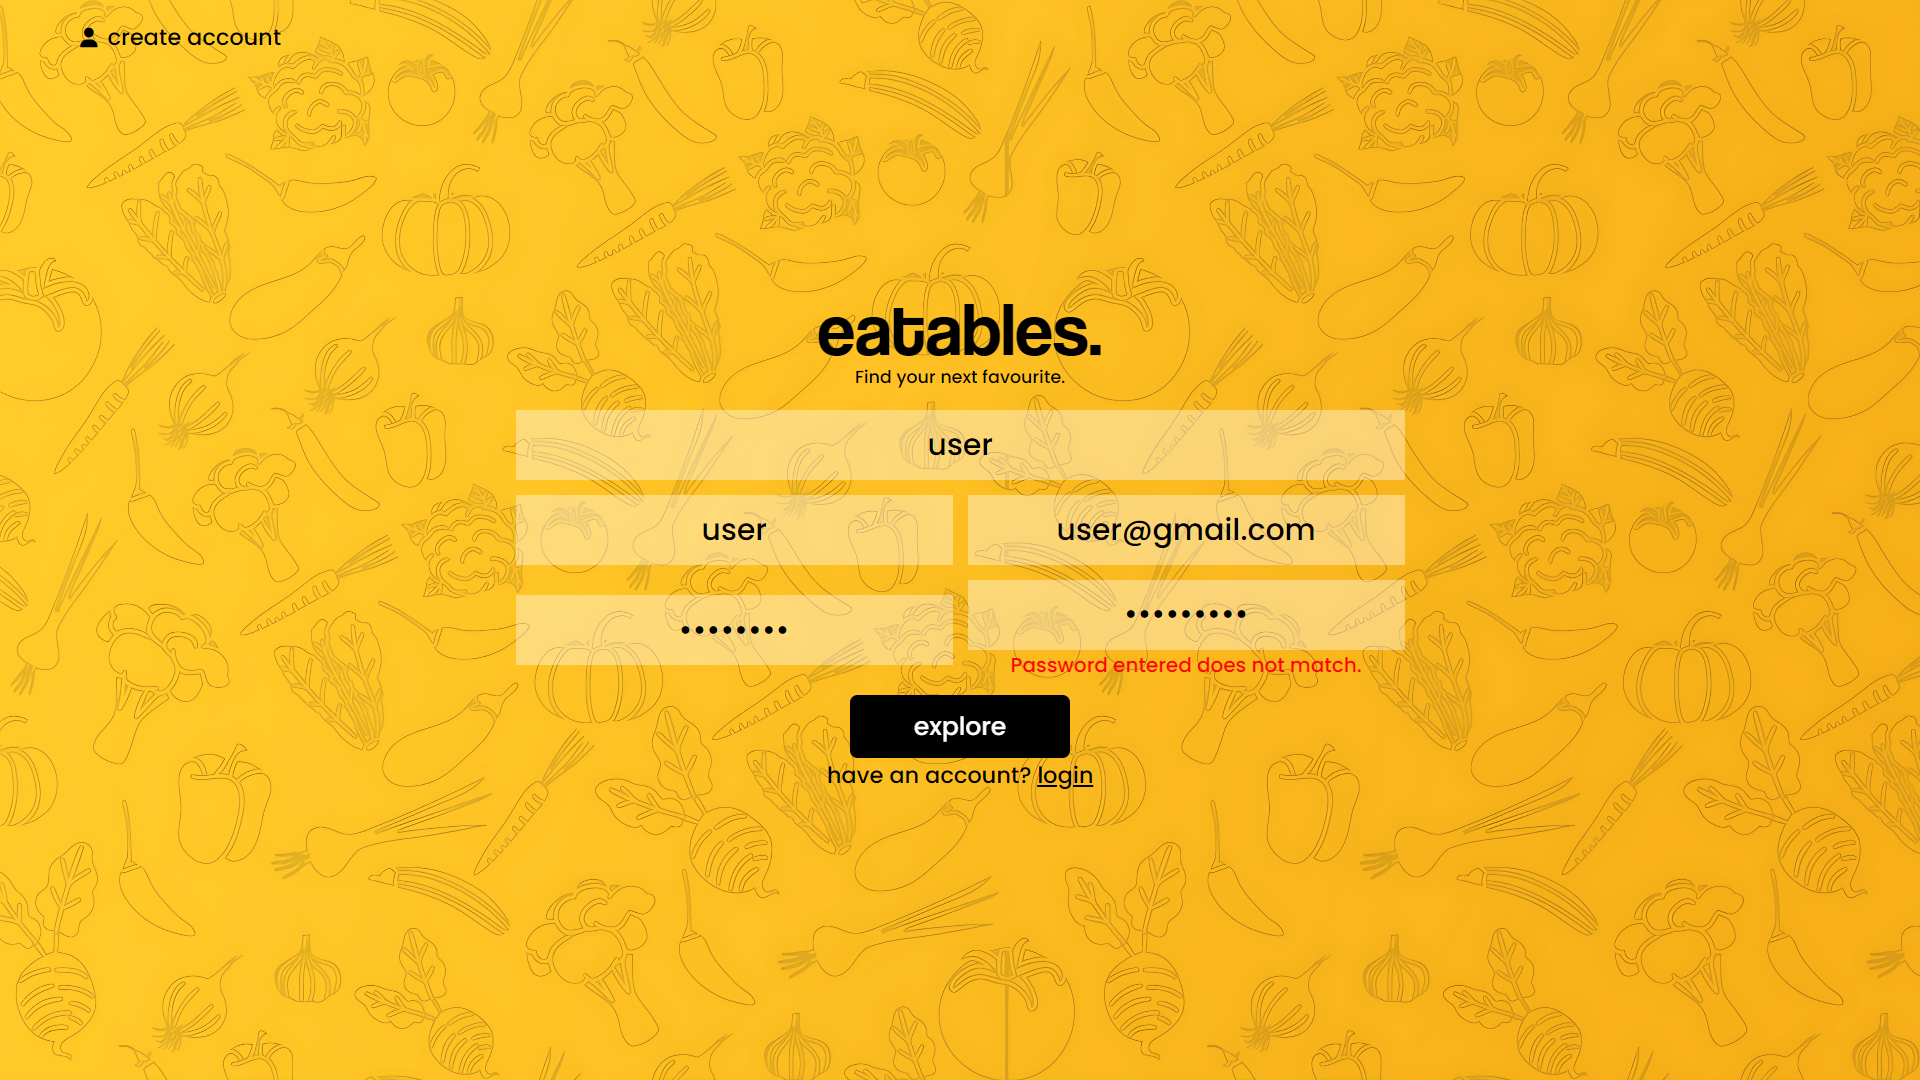 create account
eatables.
Find your next favourite.
user
user
user@gmail.com
••••••••
•••••••••
Password entered does not match.
explore
have an account? login